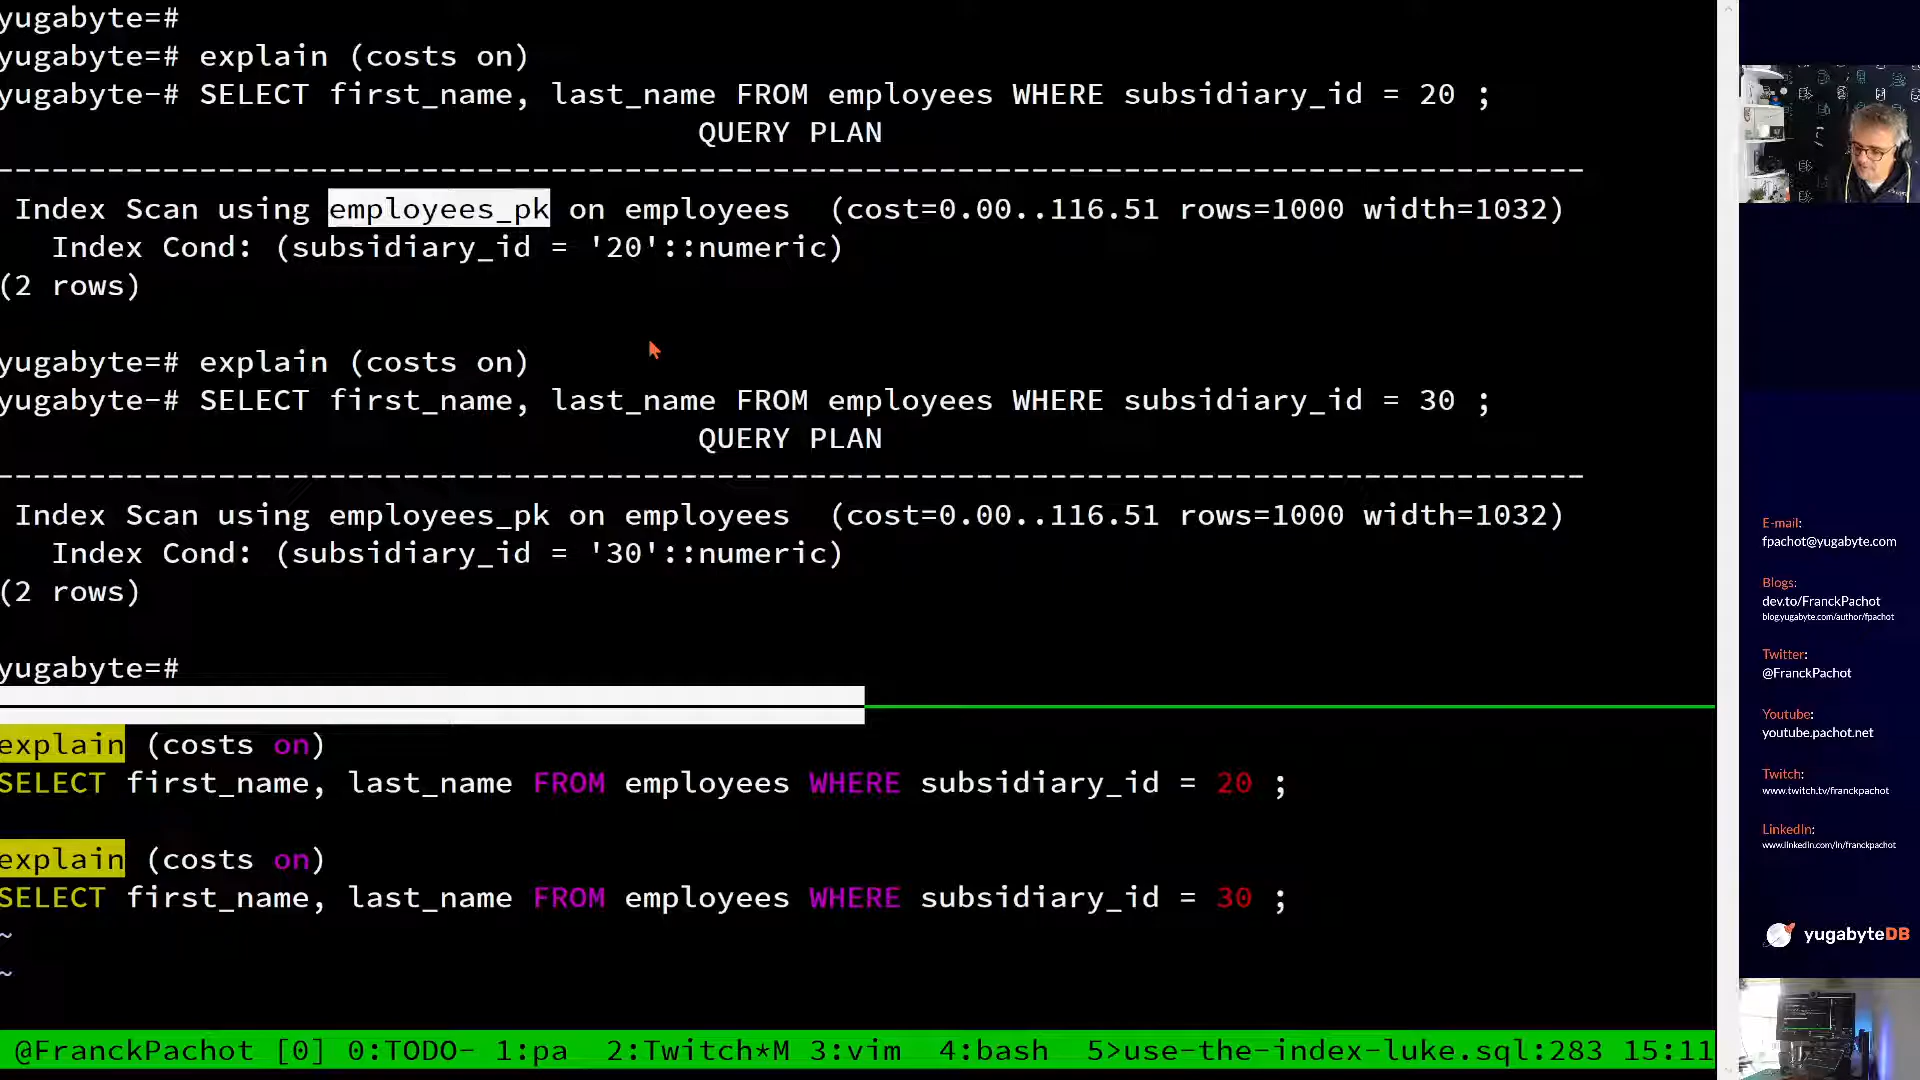 yugabyte=#
yugabyte=# explain (costs on)
yugabyte-# SELECT first_name, last_name FROM employees WHERE subsidiary_id = 20 ;
QUERY PLAN
--------------------------------------------------------------------------------------
Index Scan using employees_pk on employees  (cost=0.00..116.51 rows=1000 width=1032)
Index Cond: (subsidiary_id = '20'::numeric)
(2 rows)
yugabyte=# explain (costs on)
yugabyte-# SELECT first_name, last_name FROM employees WHERE subsidiary_id = 30 ;
QUERY PLAN
--------------------------------------------------------------------------------------
Index Scan using employees_pk on employees  (cost=0.00..116.51 rows=1000 width=1032)
Index Cond: (subsidiary_id = '30'::numeric)
(2 rows)
yugabyte=#
explain (costs on)
SELECT first_name, last_name FROM employees WHERE subsidiary_id = 20 ;
explain (costs on)
SELECT first_name, last_name FROM employees WHERE subsidiary_id = 30 ;
~
~
@FranckPachot [0] 0:TODO- 1:pa  2:Twitch*M 3:vim  4:bash  5>use-the-index-luke.sql:283 15:11
E-mail:
fpachot@yugabyte.com
Blogs:
dev.to/FranckPachot
blog.yugabyte.com/author/fpachot
Twitter:
@FranckPachot
Youtube:
youtube.pachot.net
Twitch:
www.twitch.tv/franckpachot
LinkedIn:
www.linkedin.com/in/franckpachot
yugabyteDB